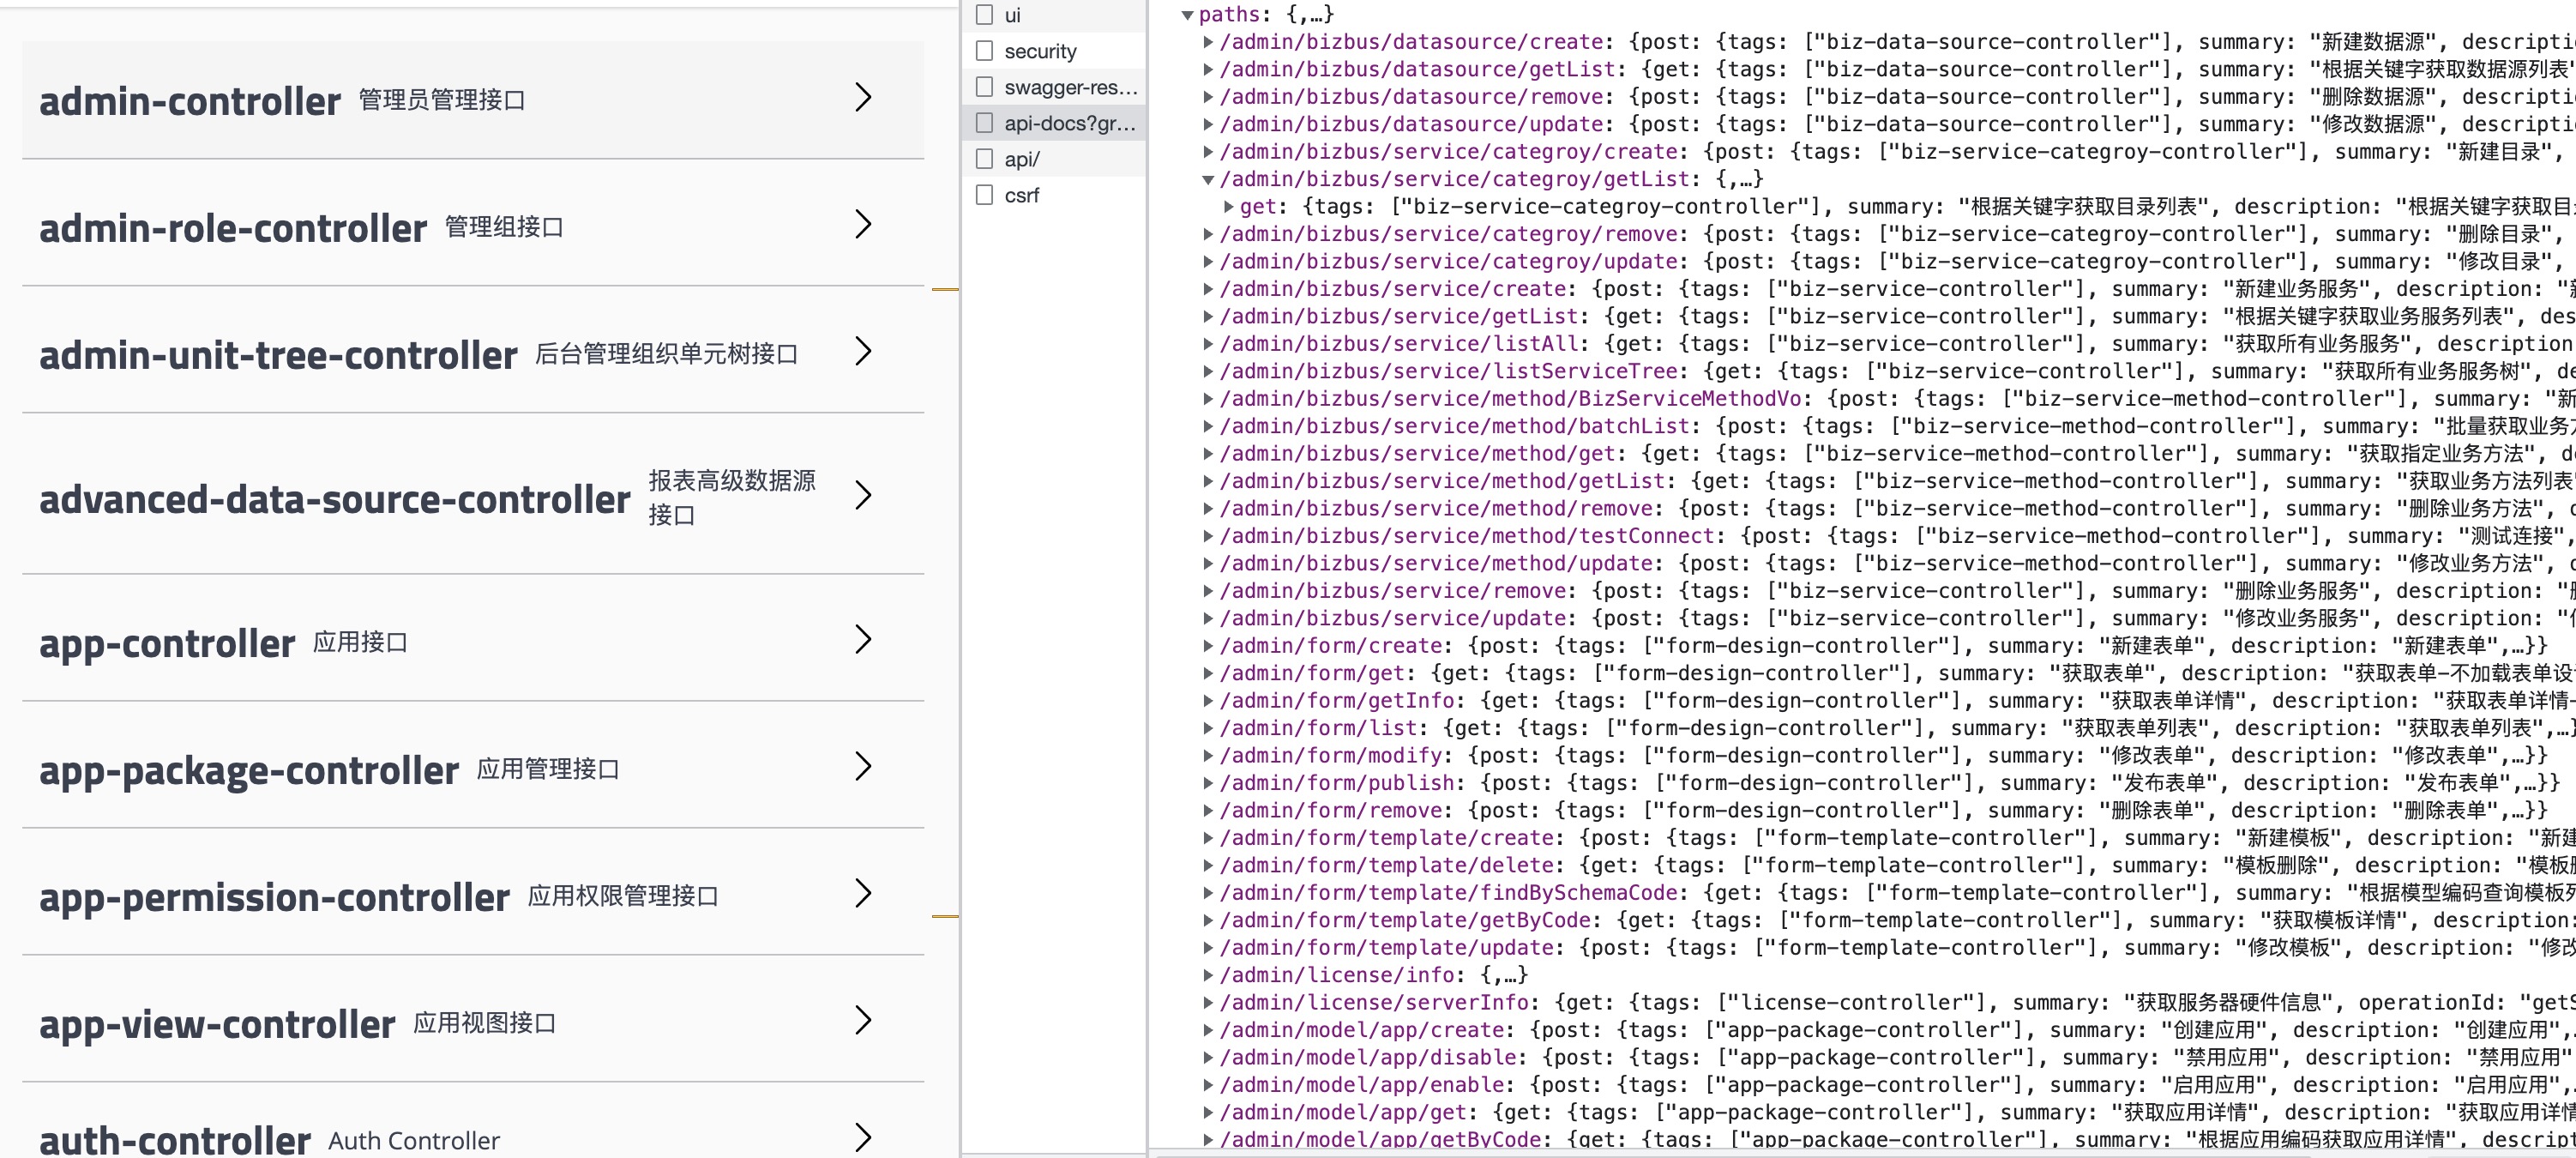 admin-controller 管理员管理接口
admin-role-controller 管理组接口
admin-unit-tree-controller 后台管理组织单元树接口
advanced-data-source-controller 报表高级数据源
接口
app-controller 应用接口
app-package-controller 应用管理接口
app-permission-controller 应用权限管理接口
app-view-controller 应用视图接口
auth-controller Auth Controller
ui
security
swagger-res...
api-docs?gr...
api/
csrf
paths: {,…}
/admin/bizbus/datasource/create: {post: {tags: ["biz-data-source-controller"], summary: "新建数据源", descripti
/admin/bizbus/datasource/getList: {get: {tags: ["biz-data-source-controller"], summary: "根据关键字获取数据源列表"
/admin/bizbus/datasource/remove: {post: {tags: ["biz-data-source-controller"], summary: "删除数据源", descripti
/admin/bizbus/datasource/update: {post: {tags: ["biz-data-source-controller"], summary: "修改数据源", descripti
/admin/bizbus/service/categroy/create: {post: {tags: ["biz-service-categroy-controller"], summary: "新建目录",
/admin/bizbus/service/categroy/getList: {,…}
get: {tags: ["biz-service-categroy-controller"], summary: "根据关键字获取目录列表", description: "根据关键字获取目
/admin/bizbus/service/categroy/remove: {post: {tags: ["biz-service-categroy-controller"], summary: "删除目录",
/admin/bizbus/service/categroy/update: {post: {tags: ["biz-service-categroy-controller"], summary: "修改目录",
/admin/bizbus/service/create: {post: {tags: ["biz-service-controller"], summary: "新建业务服务", description: "
/admin/bizbus/service/getList: {get: {tags: ["biz-service-controller"], summary: "根据关键字获取业务服务列表", des
/admin/bizbus/service/listAll: {get: {tags: ["biz-service-controller"], summary: "获取所有业务服务", description
/admin/bizbus/service/listServiceTree: {get: {tags: ["biz-service-controller"], summary: "获取所有业务服务树", de
/admin/bizbus/service/method/BizServiceMethodVo: {post: {tags: ["biz-service-method-controller"], summary: "新
/admin/bizbus/service/method/batchList: {post: {tags: ["biz-service-method-controller"], summary: "批量获取业务方
/admin/bizbus/service/method/get: {get: {tags: ["biz-service-method-controller"], summary: "获取指定业务方法", d
/admin/bizbus/service/method/getList: {get: {tags: ["biz-service-method-controller"], summary: "获取业务方法列表"
/admin/bizbus/service/method/remove: {post: {tags: ["biz-service-method-controller"], summary: "删除业务方法", d
/admin/bizbus/service/method/testConnect: {post: {tags: ["biz-service-method-controller"], summary: "测试连接",
/admin/bizbus/service/method/update: {post: {tags: ["biz-service-method-controller"], summary: "修改业务方法", d
/admin/bizbus/service/remove: {post: {tags: ["biz-service-controller"], summary: "删除业务服务", description: "
/admin/bizbus/service/update: {post: {tags: ["biz-service-controller"], summary: "修改业务服务", description: "
/admin/form/create: {post: {tags: ["form-design-controller"], summary: "新建表单", description: "新建表单",…}}
/admin/form/get: {get: {tags: ["form-design-controller"], summary: "获取表单", description: "获取表单-不加载表单设
/admin/form/getInfo: {get: {tags: ["form-design-controller"], summary: "获取表单详情", description: "获取表单详情-
/admin/form/list: {get: {tags: ["form-design-controller"], summary: "获取表单列表", description: "获取表单列表",…}
/admin/form/modify: {post: {tags: ["form-design-controller"], summary: "修改表单", description: "修改表单",…}}
/admin/form/publish: {post: {tags: ["form-design-controller"], summary: "发布表单", description: "发布表单",…}}
/admin/form/remove: {post: {tags: ["form-design-controller"], summary: "删除表单", description: "删除表单",…}}
/admin/form/template/create: {post: {tags: ["form-template-controller"], summary: "新建模板", description: "新建
/admin/form/template/delete: {get: {tags: ["form-template-controller"], summary: "模板删除", description: "模板
/admin/form/template/findBySchemaCode: {get: {tags: ["form-template-controller"], summary: "根据模型编码查询模板列
/admin/form/template/getByCode: {get: {tags: ["form-template-controller"], summary: "获取模板详情", description:
/admin/form/template/update: {post: {tags: ["form-template-controller"], summary: "修改模板", description: "修改
/admin/license/info: {,…}
/admin/license/serverInfo: {get: {tags: ["license-controller"], summary: "获取服务器硬件信息", operationId: "getS
/admin/model/app/create: {post: {tags: ["app-package-controller"], summary: "创建应用", description: "创建应用",
/admin/model/app/disable: {post: {tags: ["app-package-controller"], summary: "禁用应用", description: "禁用应用"
/admin/model/app/enable: {post: {tags: ["app-package-controller"], summary: "启用应用", description: "启用应用",
/admin/model/app/get: {get: {tags: ["app-package-controller"], summary: "获取应用详情", description: "获取应用详情
/admin/model/app/getByCode: {get: {tags: ["app-package-controller"], summary: "根据应用编码获取应用详情", descript